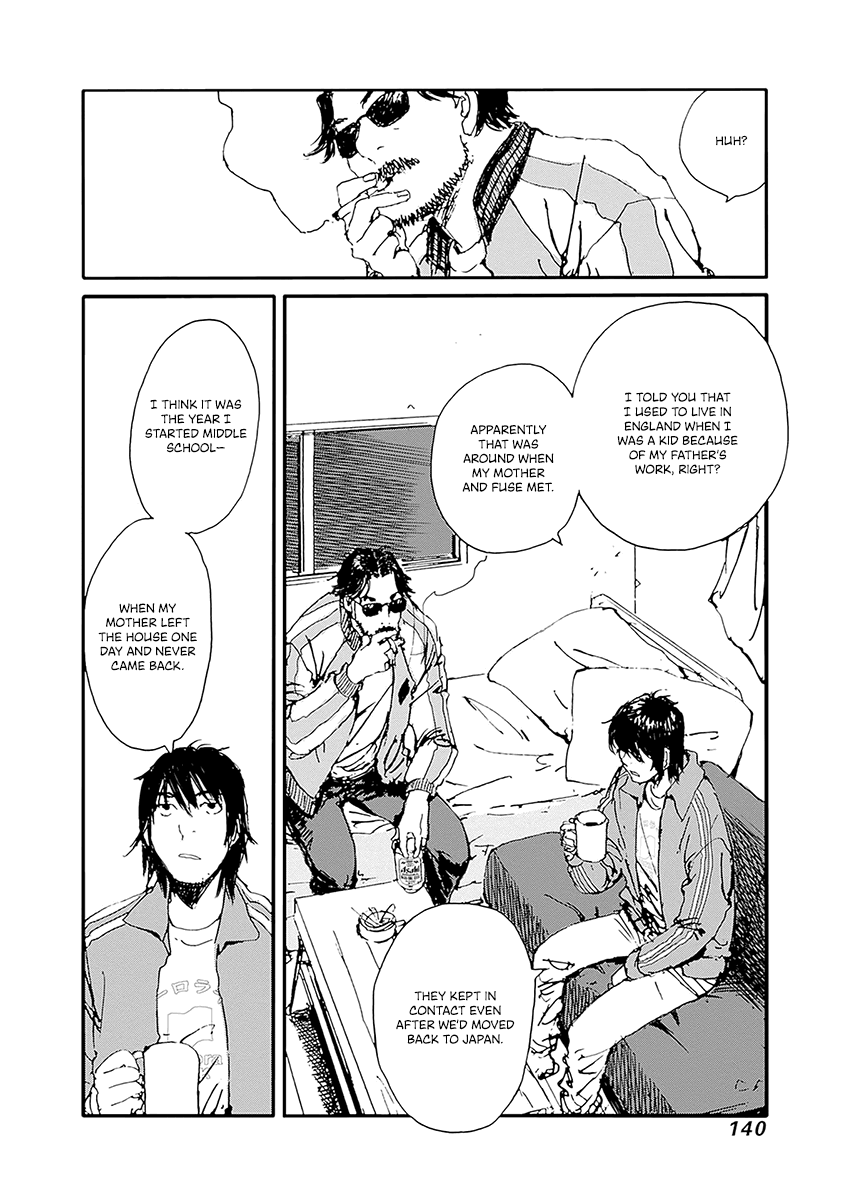 HUH?
I TOLD YOU THAT
I USED TO LIVE IN
ENGLAND WHEN I
WAS A KID BECAUSE
OF MY FATHER'S
WORK, RIGHT?
APPARENTLY
THAT WAS
AROUND WHEN
MY MOTHER
AND FUSE MET.
Asahi
THEY KEPT IN
CONTACT EVEN
AFTER WE'D MOVED
BACK TO JAPAN.
I THINK IT WAS
THE YEAR I
STARTED MIDDLE
SCHOOL–
WHEN MY
MOTHER LEFT
THE HOUSE ONE
DAY AND NEVER
CAME BACK.
140